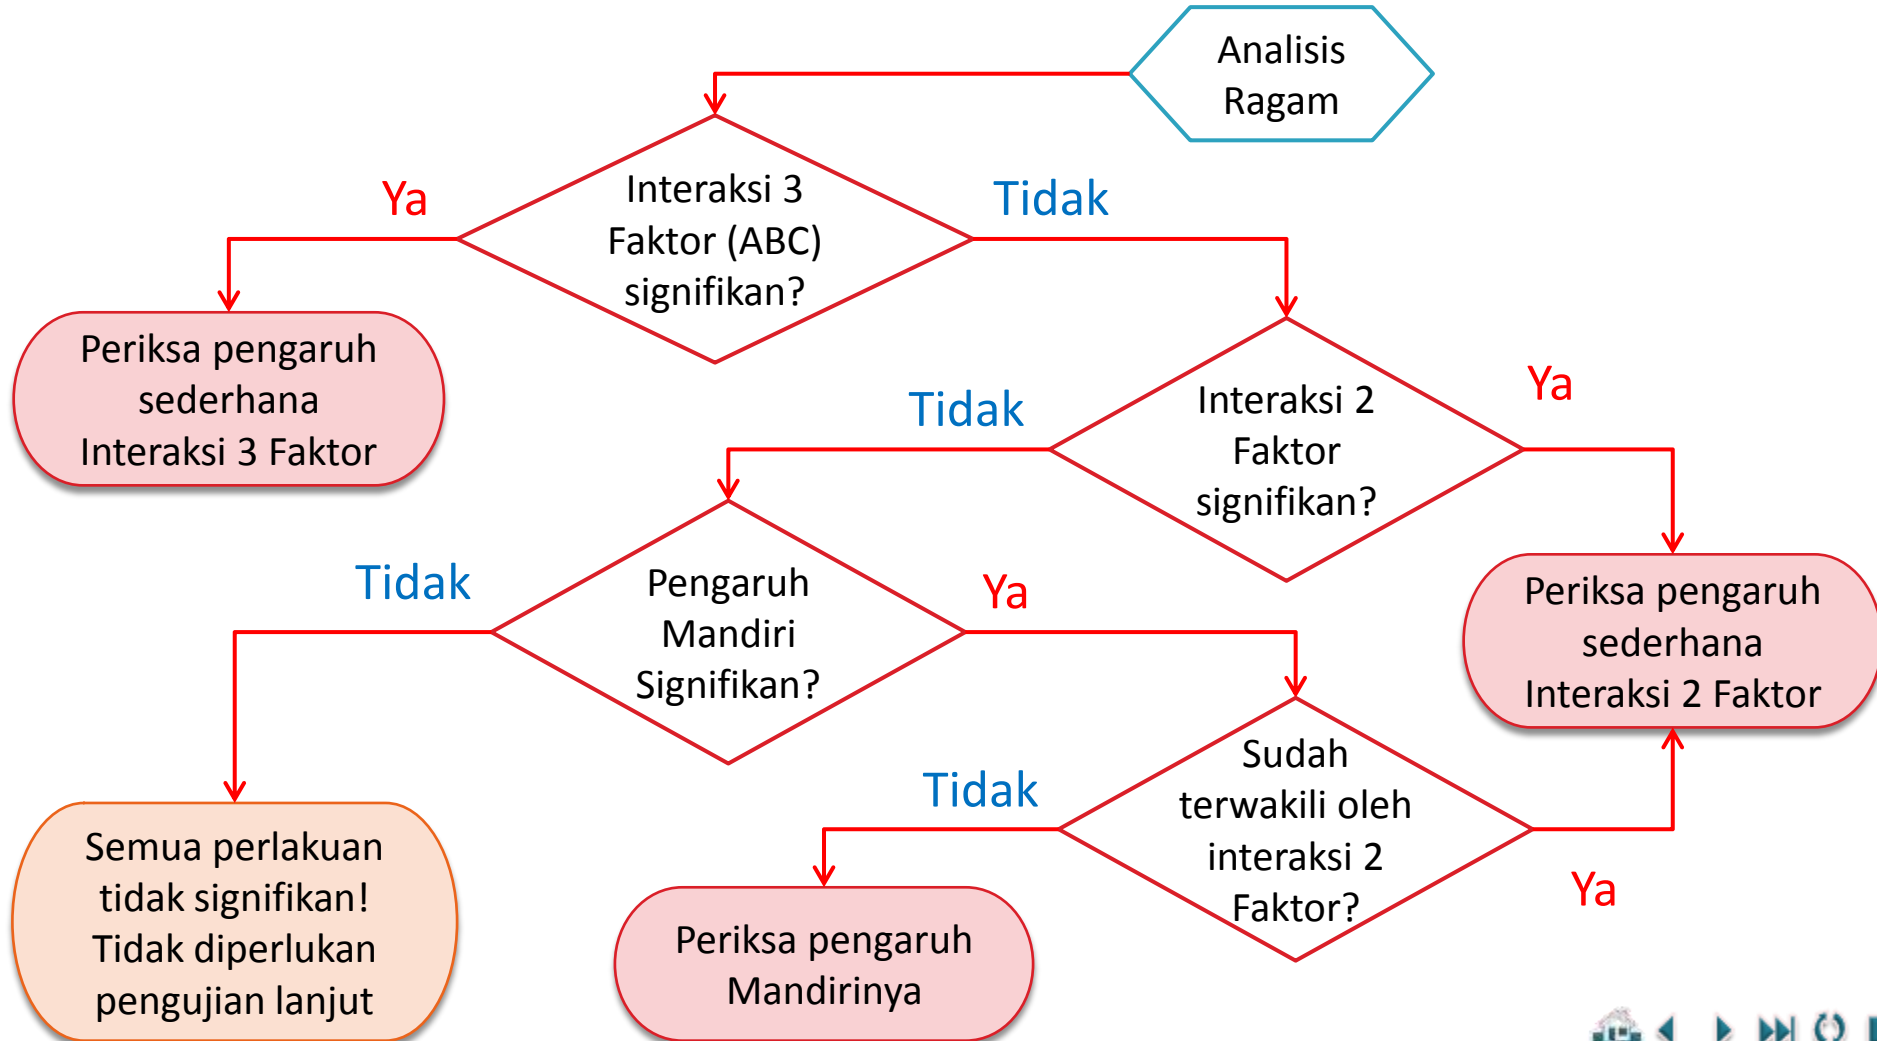 Analisis
Ragam
Ya
Interaksi 3
Faktor (ABC)
signifikan?
Tidak
Periksa pengaruh
sederhana
Interaksi 3 Faktor
Tidak
Interaksi 2
Faktor
signifikan?
Ya
Tidak
Pengaruh
Mandiri
Signifikan?
Ya
Periksa pengaruh
sederhana
Interaksi 2 Faktor
Semua perlakuan
tidak signifikan!
Tidak diperlukan
pengujian lanjut
Tidak
Sudah
terwakili oleh
interaksi 2
Faktor?
Ya
Periksa pengaruh
Mandirinya